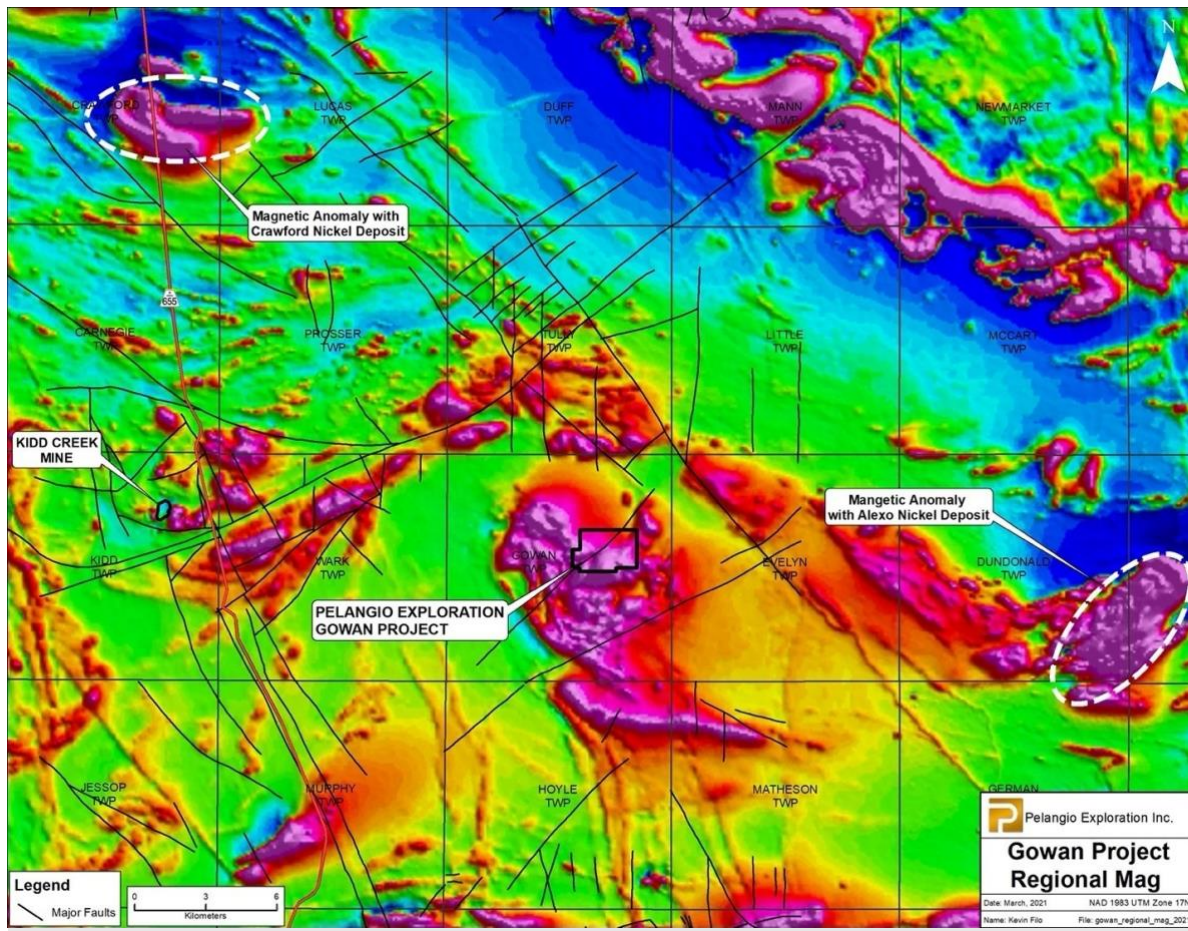 N
CRAWFORD
TWP
LUCAS
TWP
DUFF
TWP
MANN
TWP
NEWMARKET
TWP
Magnetic Anomaly with
Crawford Nickel Deposit
655
CARNEGIE
TWP
PROSSER
TWP
TULLY
TWP
LITTLE
TWP
MCCART
TWP
KIDD CREEK
MINE
Mangetic Anomaly
with Alexo Nickel Deposit
KIDD
TWP
WARK
TWP
GOWAN
TWP
EVELYN
TWP
DUNDONALD
TWP
PELANGIO EXPLORATION
GOWAN PROJECT
JESSOP
TWP
MURPHY
TWP
HOYLE
TWP
MATHESON
TWP
GERMAN
Pelangio Exploration Inc.
Gowan Project
Regional Mag
Date: March, 2021 NAD 1983 UTM Zone 17N
Name: Kevin Filo File: gowan_regional_mag_2021
Legend
Major Faults
0 3 6
Kilometers